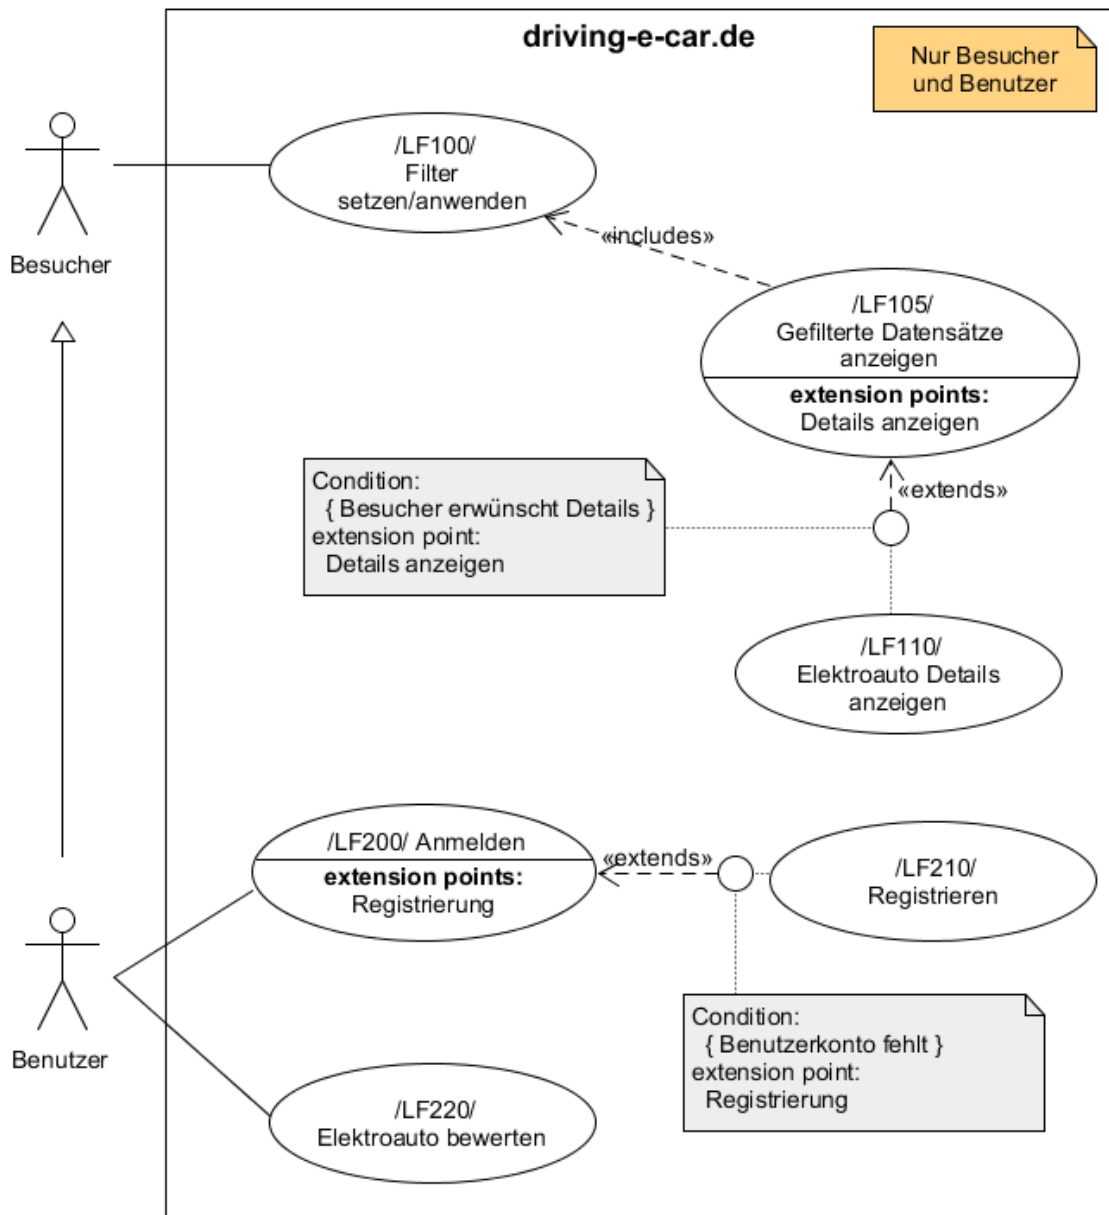 driving-e-car.de
Nur Besucher
und Benutzer
/LF100/
Filter
setzen/anwenden
Besucher
«includes»
/LF105/
Gefilterte Datensätze
anzeigen
extension points:
Details anzeigen
Condition:
{ Besucher erwünscht Details }
extension point:
Details anzeigen
«extends»
/LF110/
Elektroauto Details
anzeigen
/LF200/ Anmelden
extension points:
Registrierung
«extends»
/LF210/
Registrieren
Benutzer
Condition:
{ Benutzerkonto fehlt }
extension point:
Registrierung
/LF220/
Elektroauto bewerten